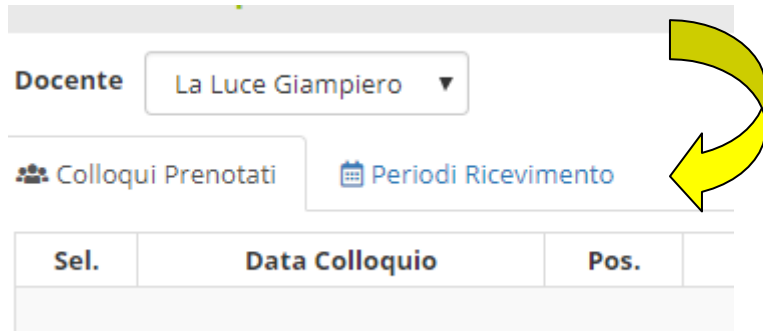 Docente La Luce Giampiero
Colloqui Prenotati Periodi Ricevimento
Sel. Data Colloquio Pos.